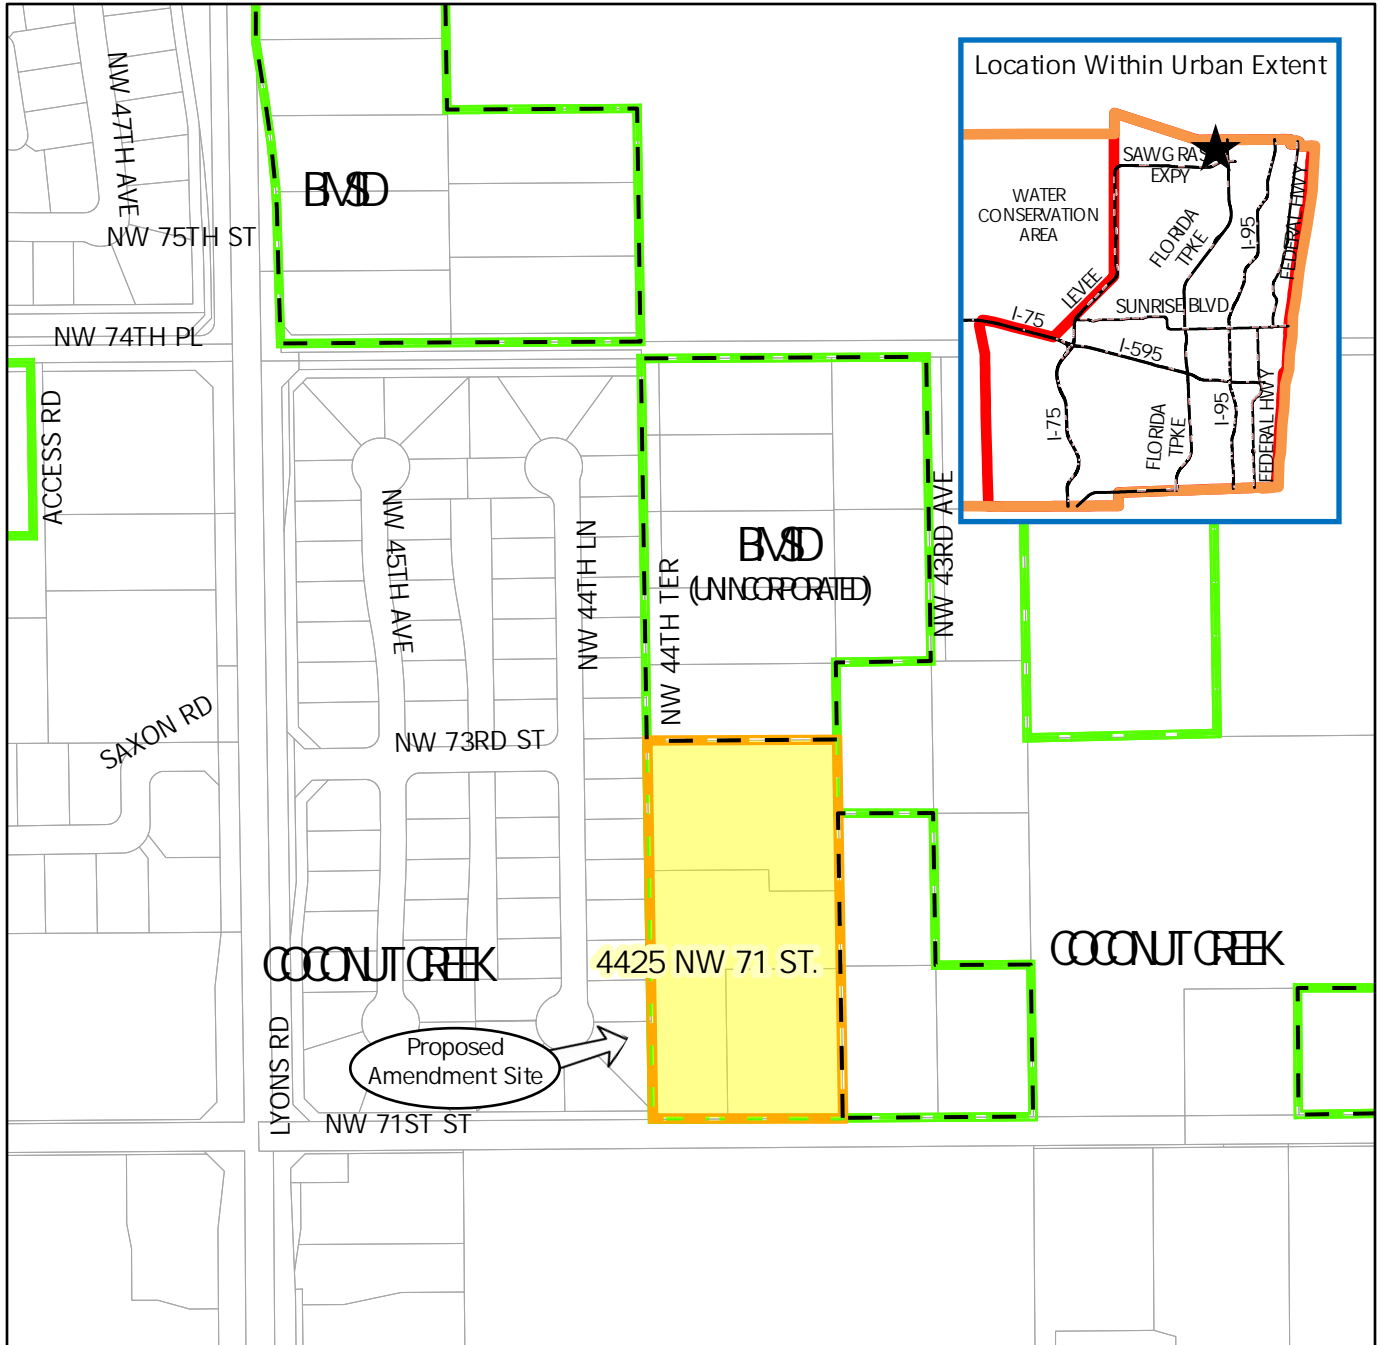 Location Within Urban Extent
SAWGRAS
EXPY
WATER
CONSERVATION
AREA
FLORIDA
TPKE
I-95
FEDERAL HWY
LEVEE
SUNRISE BLVD
I-75
I-595
I-75
FLORIDA
TPKE
I-95
FEDERAL HWY
NW 47TH AVE
BMSD
NW 75TH ST
NW 74TH PL
ACCESS RD
NW 45TH AVE
NW 44TH LN
NW 44TH TER
BMSD
(UNINCORPORATED)
NW 43RD AVE
SAXON RD
NW 73RD ST
COCONUT CREEK
4425 NW 71 ST.
COCONUT CREEK
LYONS RD
Proposed
Amendment Site
NW 71ST ST